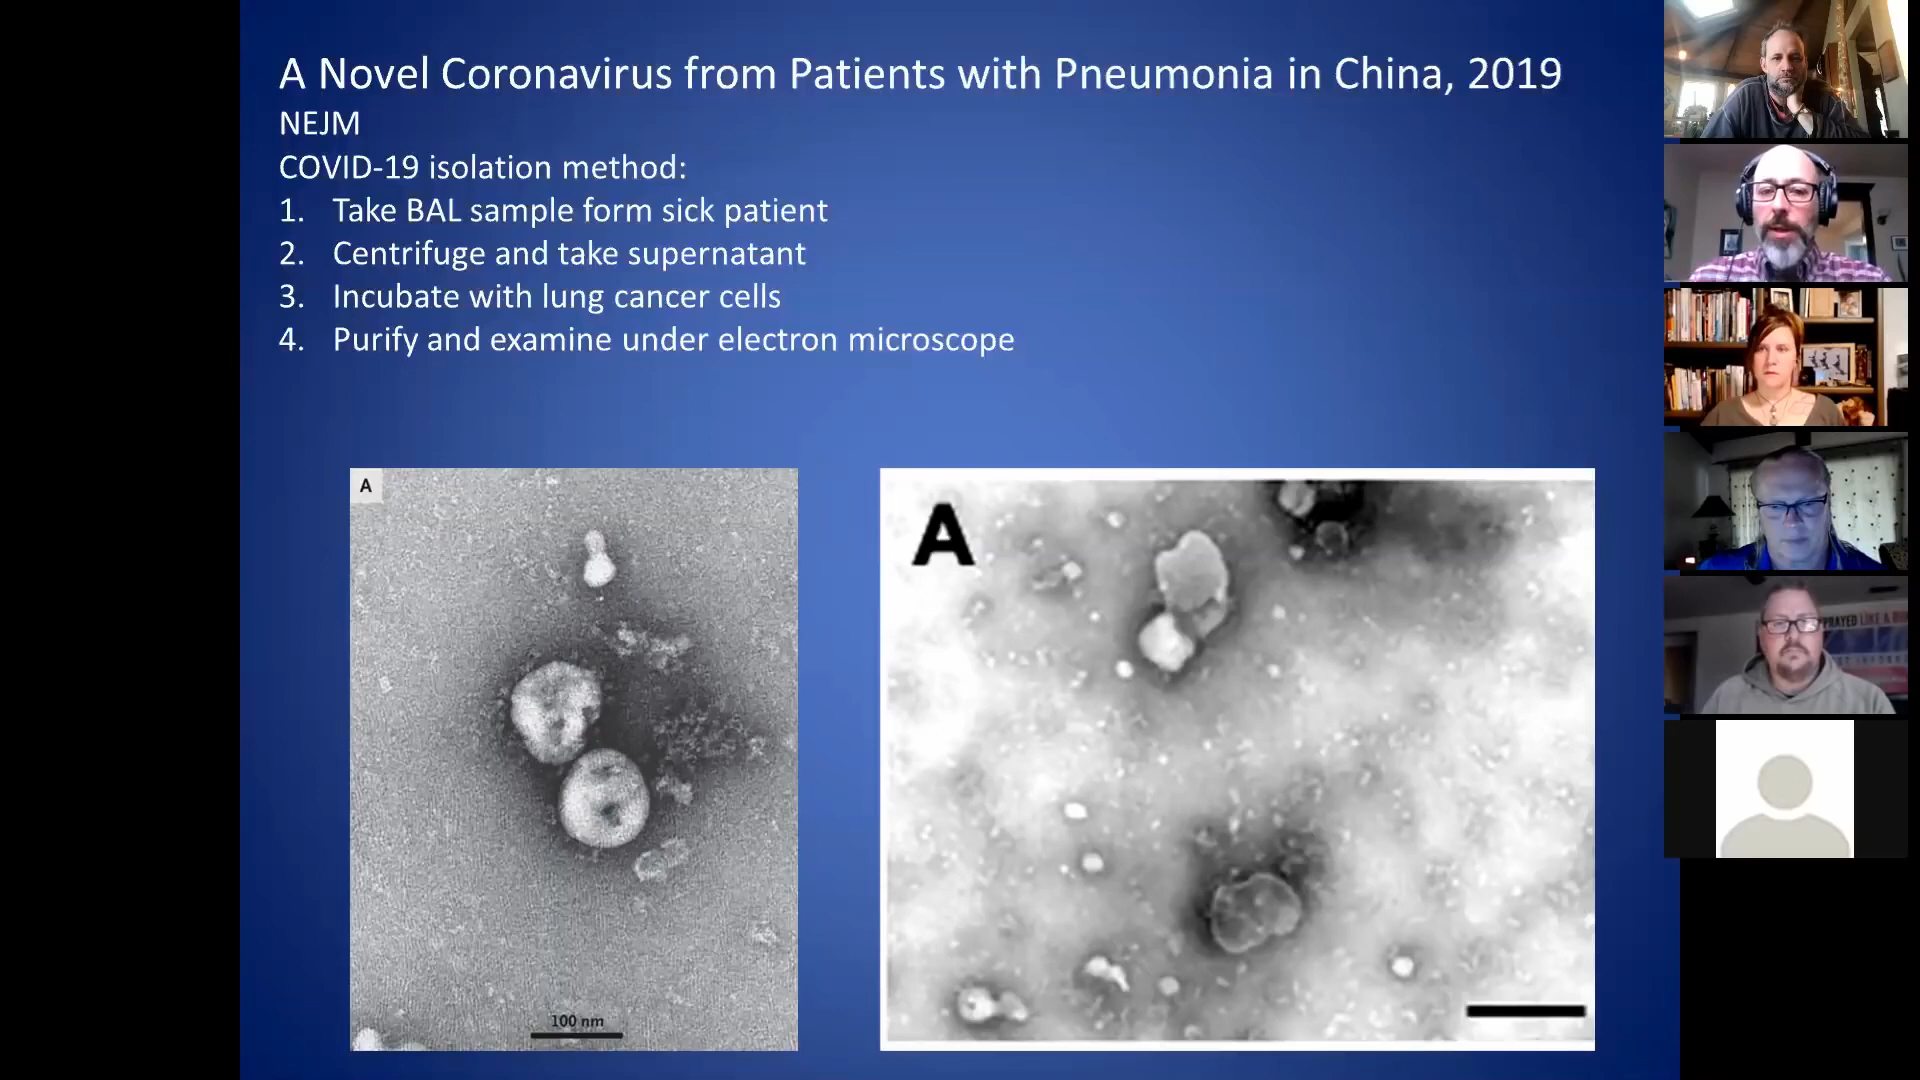 A Novel Coronavirus from Patients with Pneumonia in China, 2019
NEJM
COVID-19 isolation method:
1. Take BAL sample form sick patient
2. Centrifuge and take supernatant
3. Incubate with lung cancer cells
4. Purify and examine under electron microscope
A
100 nm
A
PRAYED LIKE A